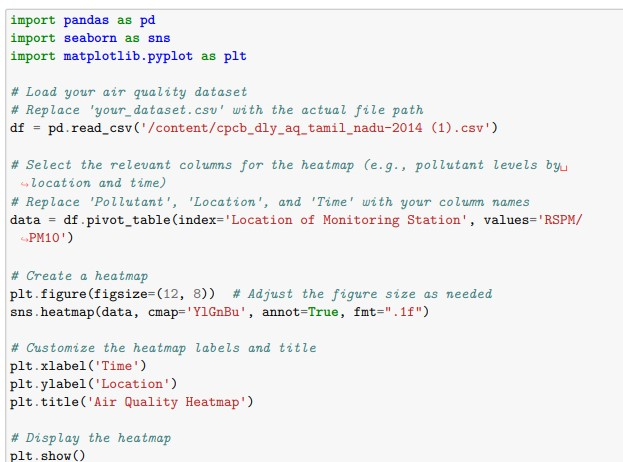 import pandas as pd
import seaborn as sns
import matplotlib.pyplot as plt
# Load your air quality dataset
# Replace 'your_dataset.csv' with the actual file path
df = pd.read_csv('/content/cpcb_dly_aq_tamil_nadu-2014 (1).csv')
# Select the relevant columns for the heatmap (e.g., pollutant levels by␣
↪location and time)
# Replace 'Pollutant', 'Location', and 'Time' with your column names
data = df.pivot_table(index='Location of Monitoring Station', values='RSPM/
↪PM10')
# Create a heatmap
plt.figure(figsize=(12, 8))  # Adjust the figure size as needed
sns.heatmap(data, cmap='YlGnBu', annot=True, fmt=".1f")
# Customize the heatmap labels and title
plt.xlabel('Time')
plt.ylabel('Location')
plt.title('Air Quality Heatmap')
# Display the heatmap
plt.show()